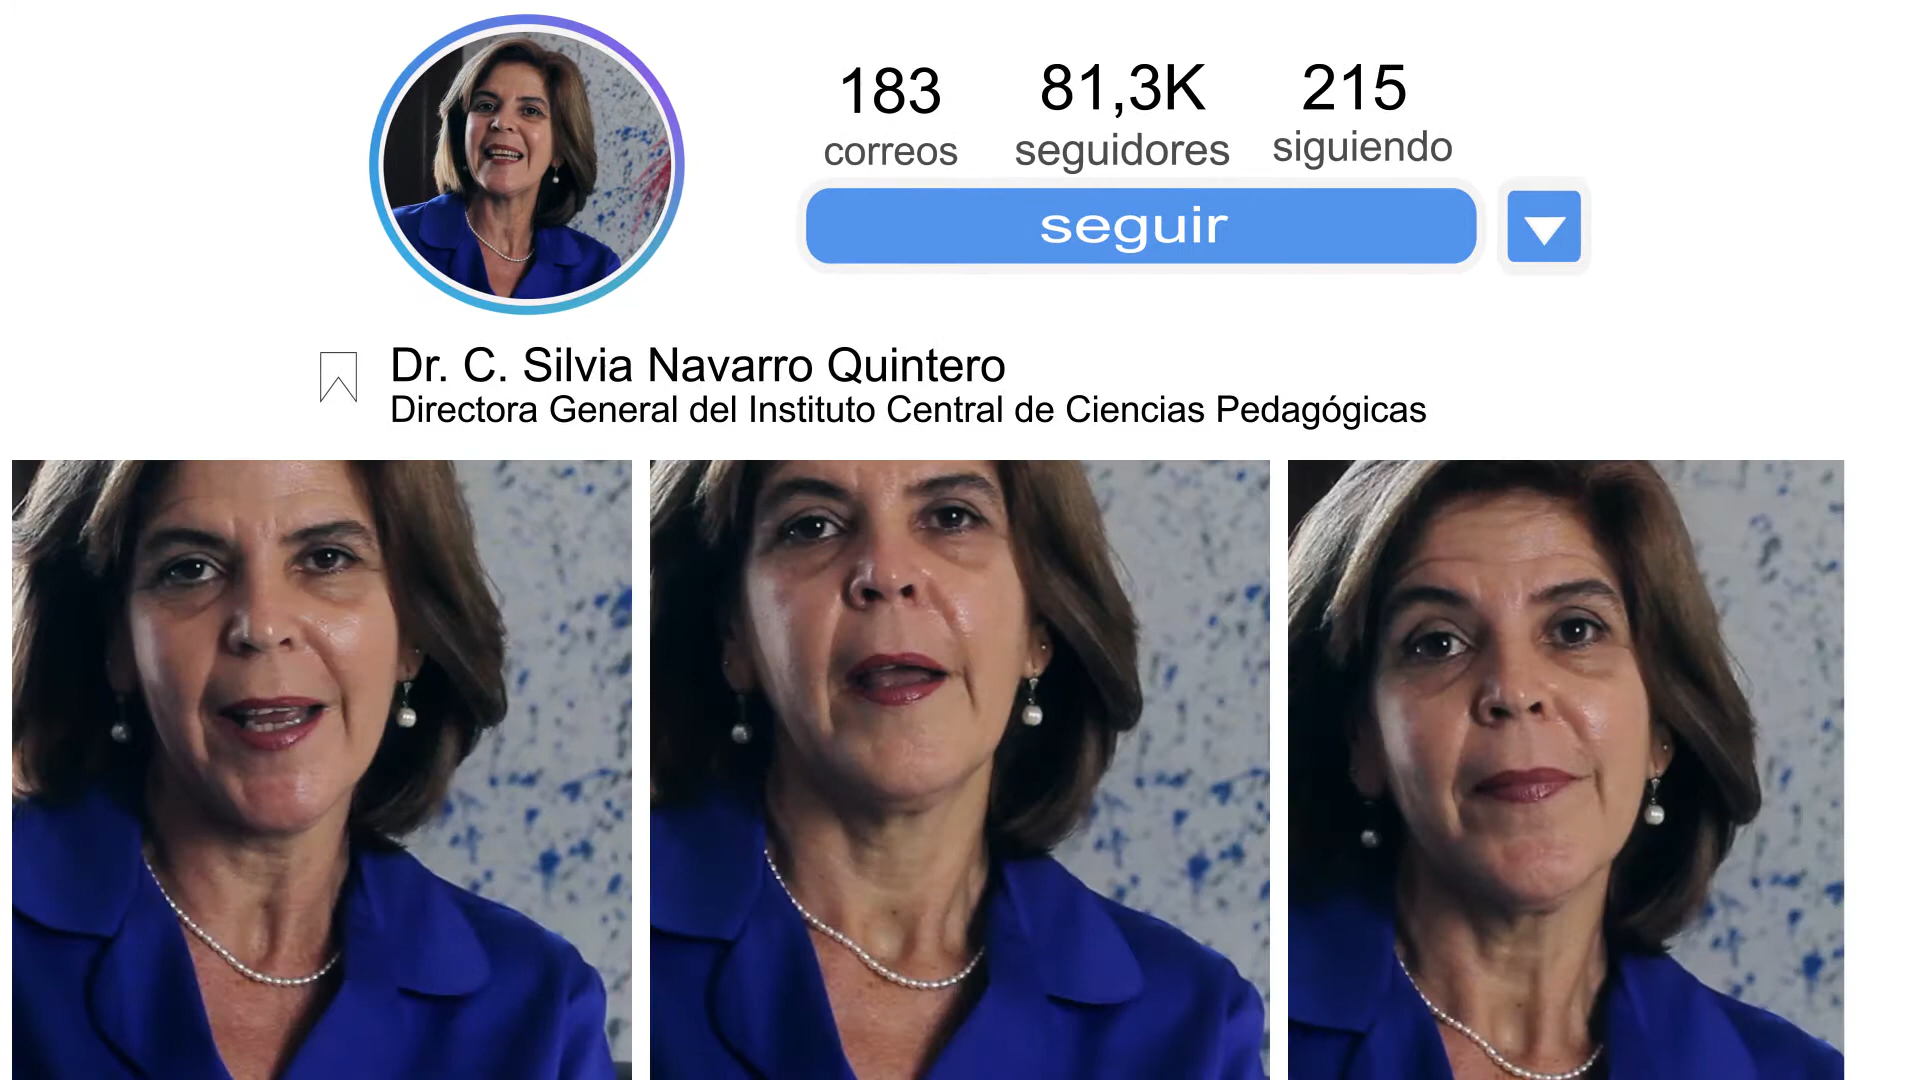 183 81,3K 215
correos seguidores siguiendo
seguir
Dr. C. Silvia Navarro Quintero
Directora General del Instituto Central de Ciencias Pedagógicas